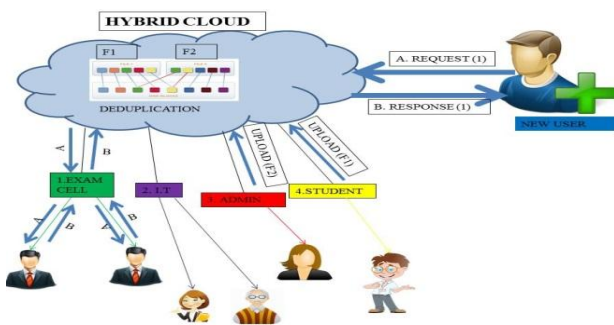 HYBRID CLOUD
F1
F2
DEDUPLICATION
A. REQUEST (1)
B. RESPONSE (1)
NEW USER
UPLOAD (F2)
UPLOAD (F1)
A
B
1.EXAM
CELL
2. I.T
3. ADMIN
4.STUDENT
A
B
B